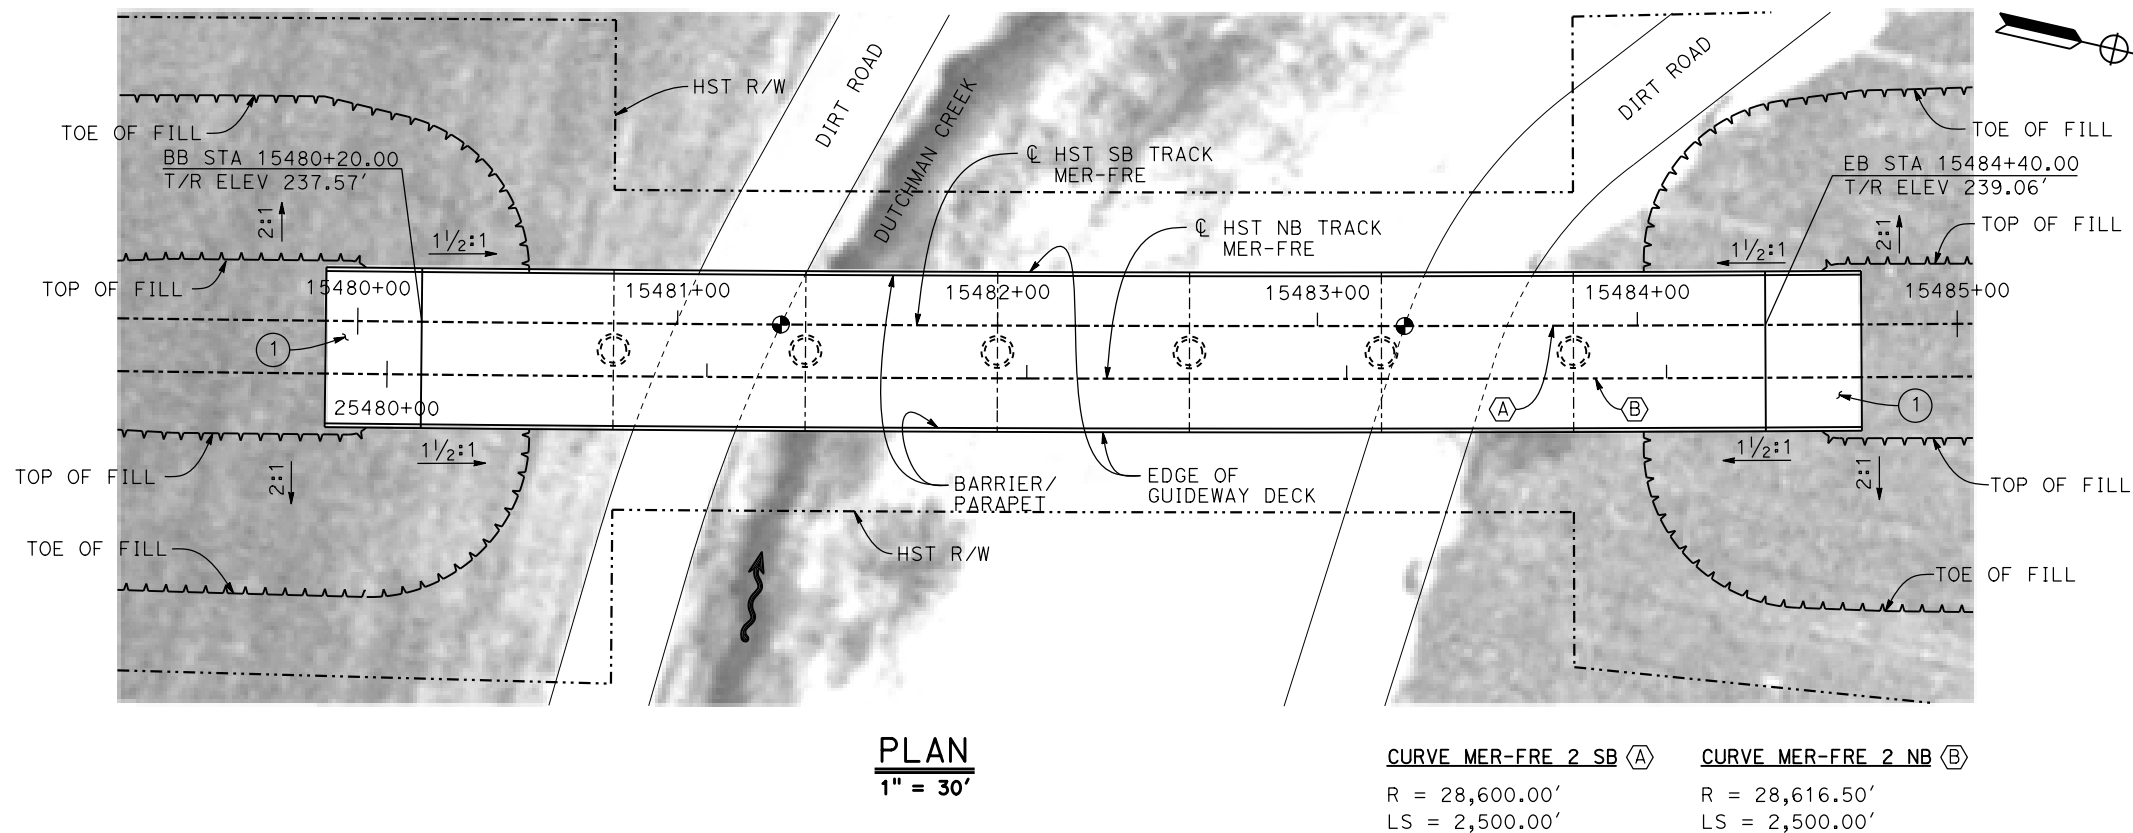 HST R/W
DIRT ROAD
DUTCHMAN CREEK
DIRT ROAD
TOE OF FILL
BB STA 15480+20.00
T/R ELEV 237.57'
℄ HST SB TRACK
MER-FRE
TOE OF FILL
EB STA 15484+40.00
T/R ELEV 239.06'
2:1
1½:1
℄ HST NB TRACK
MER-FRE
1½:1
2:1
TOP OF FILL
TOP OF FILL
15480+00
15481+00
15482+00
15483+00
15484+00
15485+00
1
25480+00
A
B
1
TOP OF FILL
2:1
1½:1
BARRIER/
PARAPET
EDGE OF
GUIDEWAY DECK
1½:1
2:1
TOP OF FILL
TOE OF FILL
HST R/W
TOE OF FILL
PLAN
1" = 30'
CURVE MER-FRE 2 SB A
R = 28,600.00'
LS = 2,500.00'
CURVE MER-FRE 2 NB B
R = 28,616.50'
LS = 2,500.00'